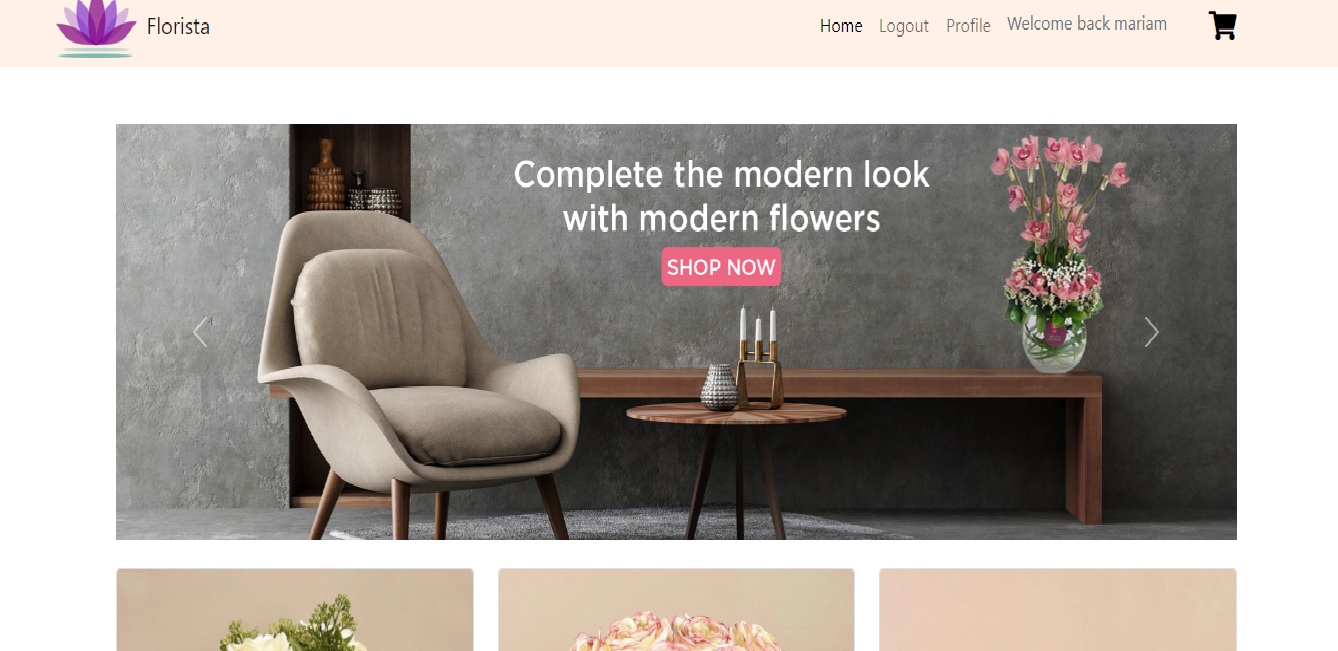 Florista
Home Logout Profile Welcome back mariam
Complete the modern look
with modern flowers
SHOP NOW